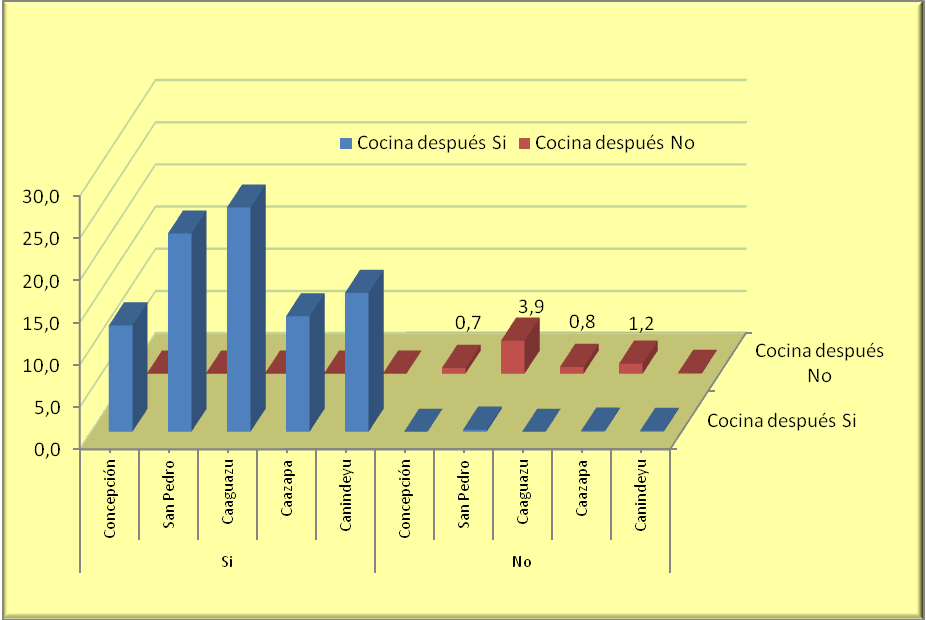 Cocina después Si
Cocina después No
30,0
25,0
20,0
15,0
10,0
5,0
0,0
0,7
3,9
0,8
1,2
Cocina después
No
Cocina después Si
Concepción
San Pedro
Caaguazu
Caazapa
Canindeyu
Concepción
San Pedro
Caaguazu
Caazapa
Canindeyu
Si
No